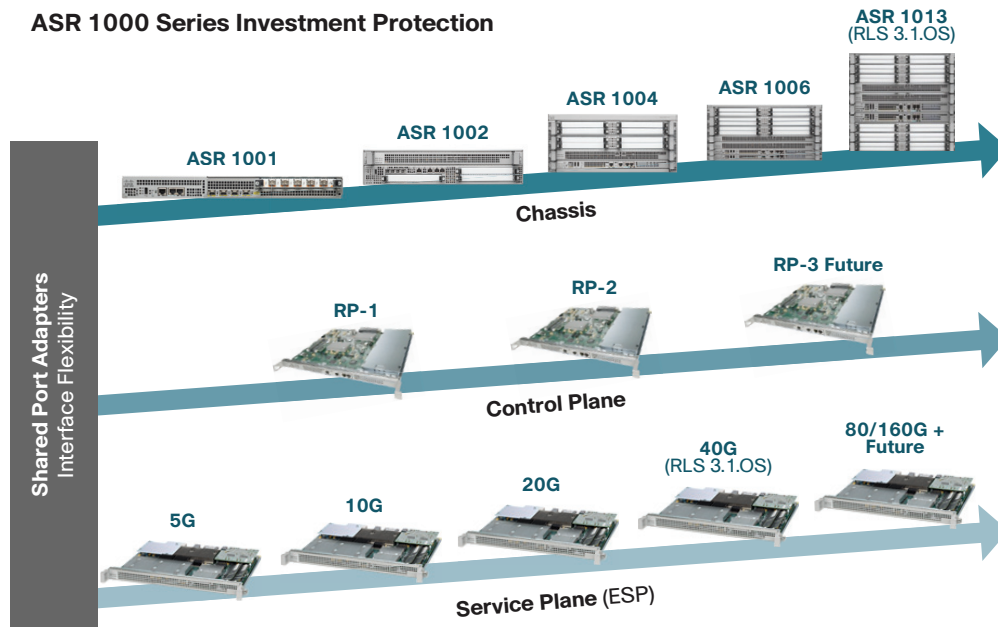 ASR 1000 Series Investment Protection
ASR 1013
(RLS 3.1.OS)
ASR 1006
ASR 1004
ASR 1002
ASR 1001
Chassis
Shared Port Adapters
Interface Flexibility
RP-1
RP-2
RP-3 Future
Control Plane
5G
10G
20G
40G
(RLS 3.1.OS)
80/160G +
Future
Service Plane (ESP)